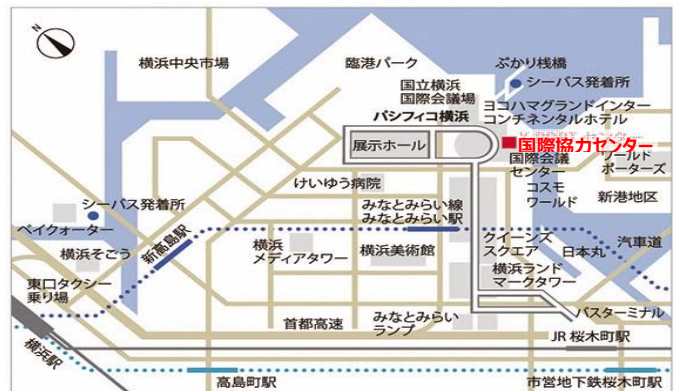 N
横浜中央市場
臨港パーク
ぷかり桟橋
シーバス発着所
国立横浜
国際会議場
ヨコハマグランドインター
コンチネンタルホテル
パシフィコ横浜
展示ホール
国際協力センター
国際会議
センター
ワールド
ポーターズ
けいゆう病院
コスモ
ワールド
新港地区
シーバス発着所
みなとみらい線
みなとみらい駅
ベイクォーター
新高島駅
横浜そごう
横浜
メディアタワー
横浜美術館
クイーンズ
スクエア
日本丸
汽車道
東口タクシー
乗り場
横浜ランド
マークタワー
首都高速
みなとみらい
ランプ
バスターミナル
横浜駅
JR 桜木町駅
高島町駅
市営地下鉄桜木町駅